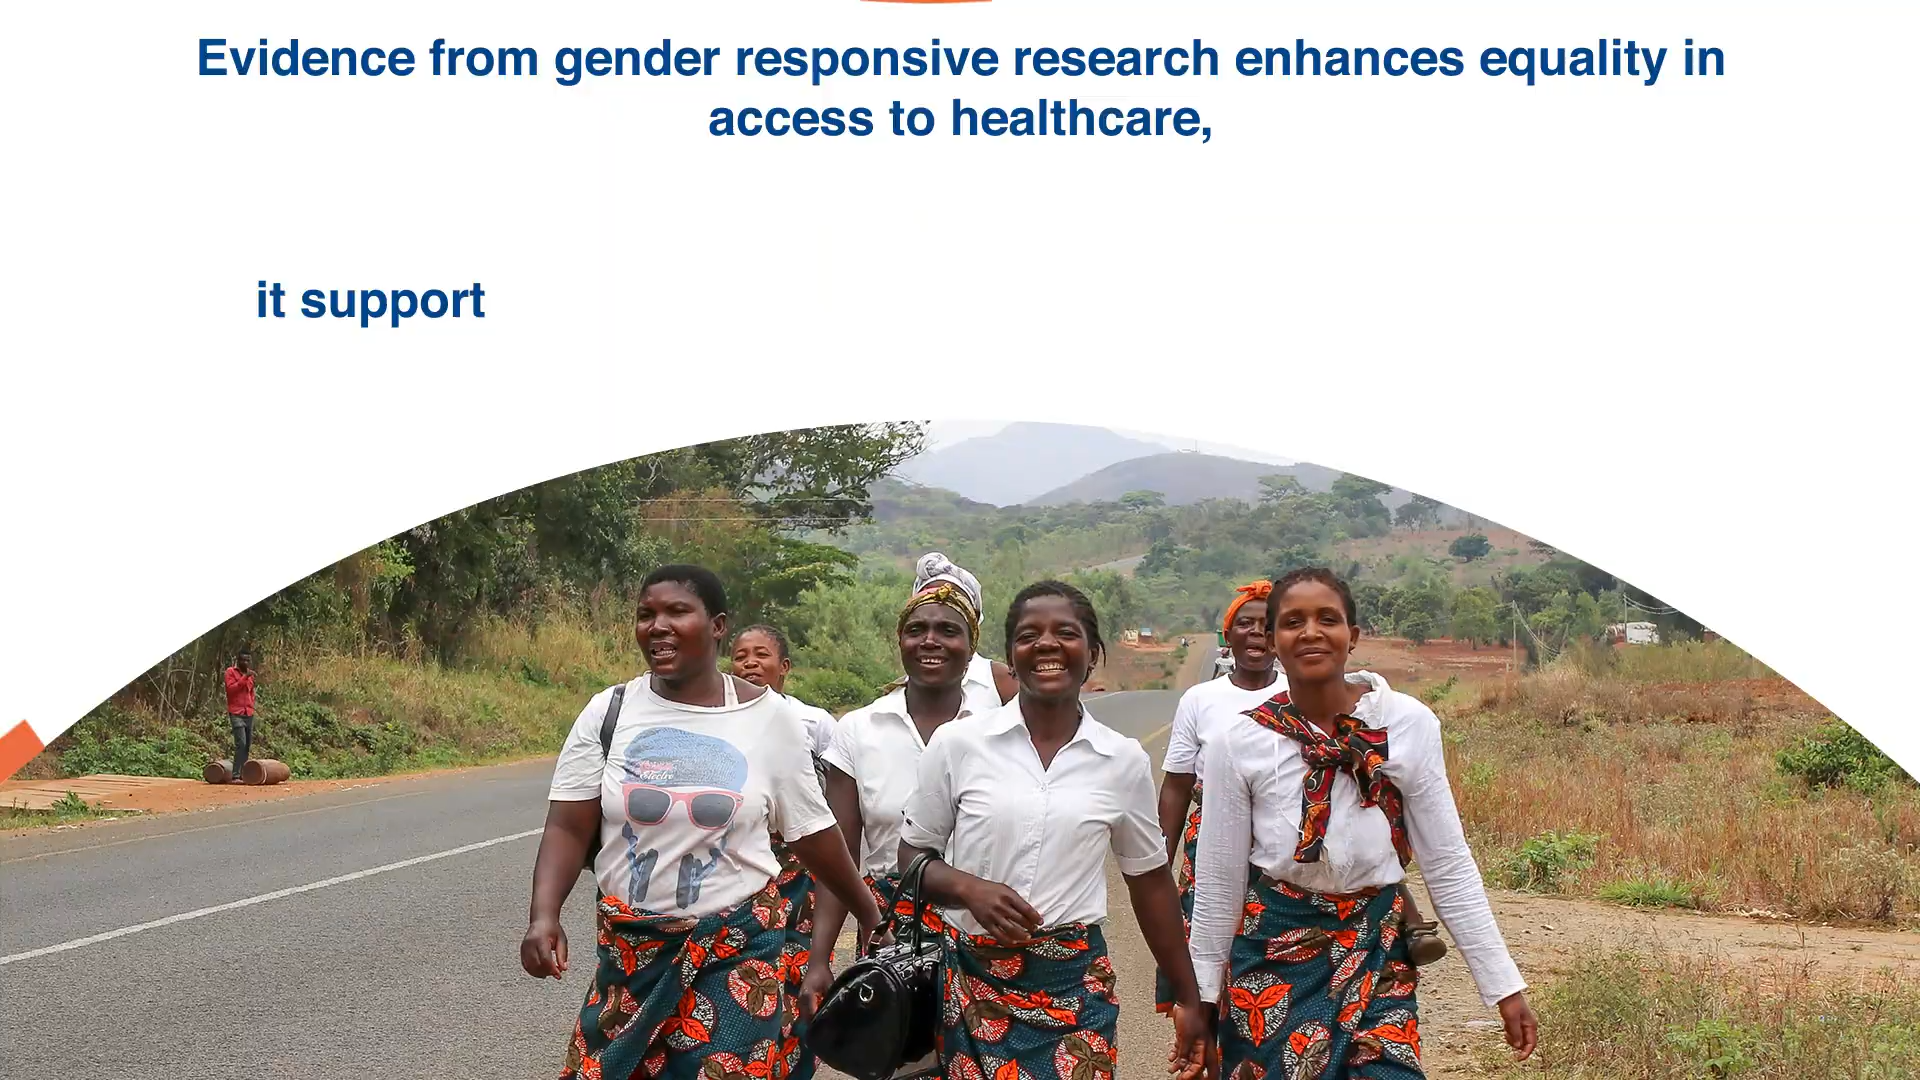 Evidence from gender responsive research enhances equality in
access to healthcare,
it support